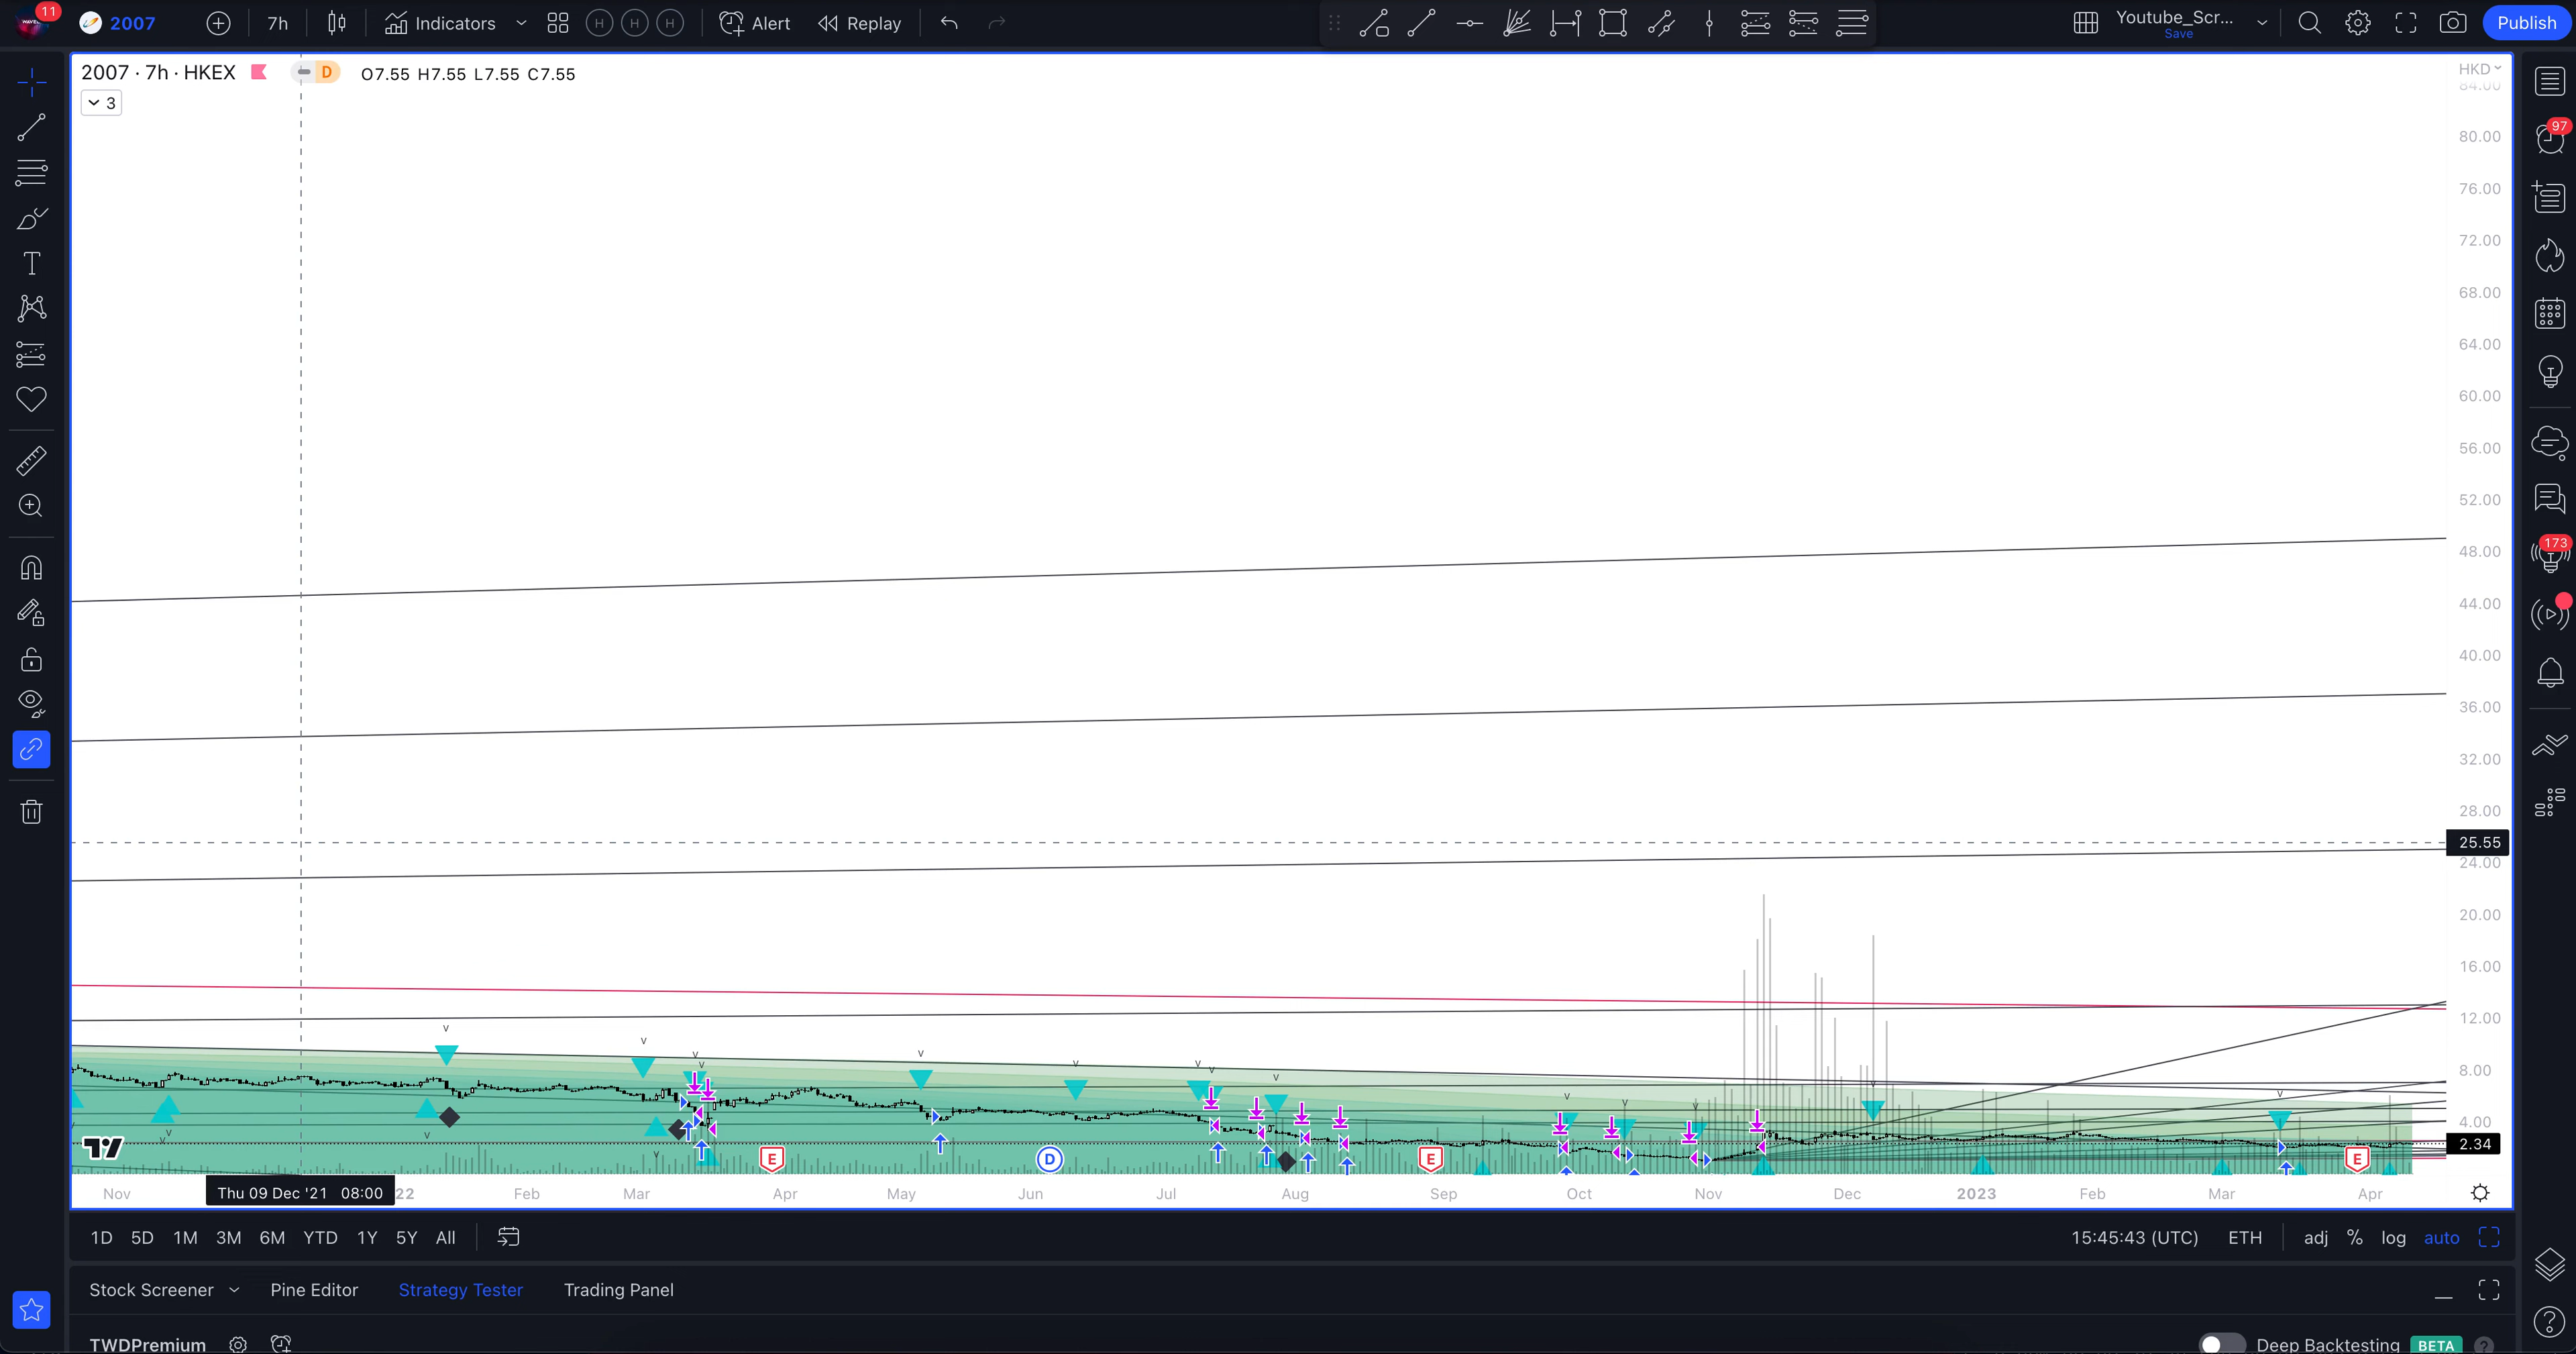 11
2007
7h
Indicators
H
H
H
Alert
Replay
Youtube_Scr...
Save
Publish
2007 · 7h · HKEX
D
O7.55 H7.55 L7.55 C7.55
3
HKD
84.00
80.00
76.00
72.00
68.00
64.00
60.00
56.00
52.00
48.00
44.00
40.00
36.00
32.00
28.00
25.55
24.00
20.00
16.00
12.00
8.00
4.00
2.34
97
173
E
D
E
E
Nov
Thu 09 Dec '21 08:00
22
Feb
Mar
Apr
May
Jun
Jul
Aug
Sep
Oct
Nov
Dec
2023
Feb
Mar
Apr
1D 5D 1M 3M 6M YTD 1Y 5Y All
15:45:43 (UTC) ETH adj % log auto
Stock Screener Pine Editor Strategy Tester Trading Panel
TWDPremium
Deep Backtesting BETA